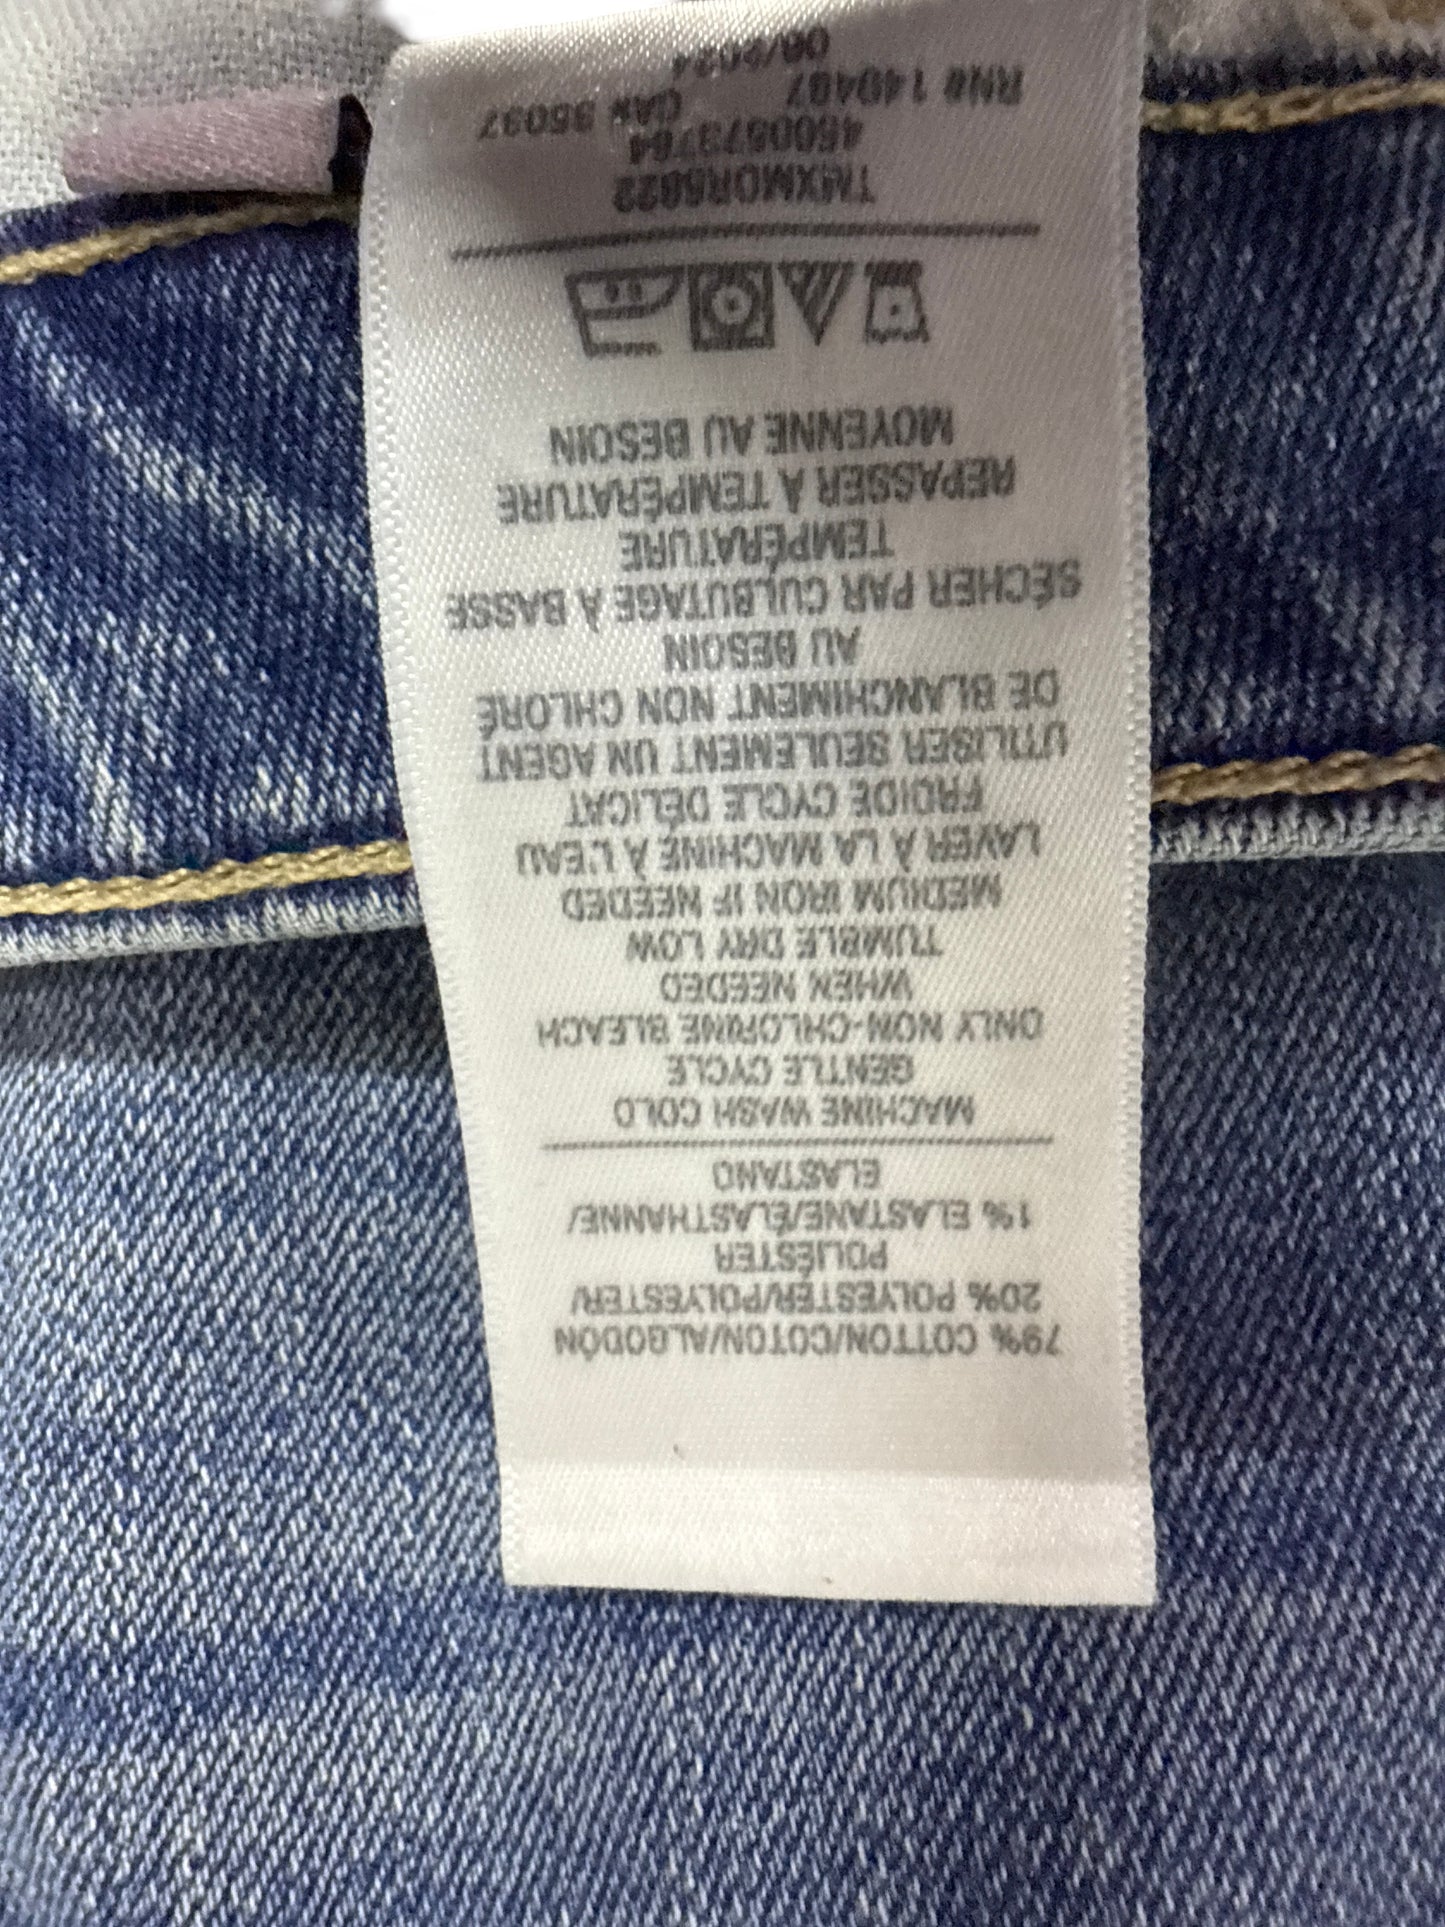 79% COTTON/COTON/ALGODÓN
20% POLYESTER/POLYESTER/
POLIÉSTER
1% ELASTANE/ÉLASTHANNE/
ELASTANO
MACHINE WASH COLD
GENTLE CYCLE
ONLY NON-CHLORINE BLEACH
WHEN NEEDED
TUMBLE DRY LOW
MEDIUM IRON IF NEEDED
LAVER À LA MACHINE À L'EAU
FROIDE CYCLE DÉLICAT
UTILISER SEULEMENT UN AGENT
DE BLANCHIMENT NON CHLORÉ
AU BESOIN
SÉCHER PAR CULBUTAGE À BASSE
TEMPÉRATURE
REPASSER À TEMPÉRATURE
MOYENNE AU BESOIN
TMXMOR5822
4500573764
RN# 140487 CA# 35037
06/2024